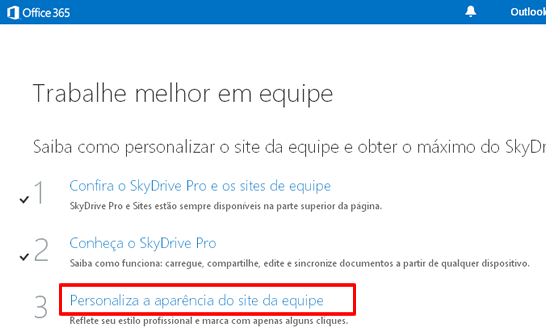 Office 365
Outlook
Trabalhe melhor em equipe
Saiba como personalizar o site da equipe e obter o máximo do SkyDri
1 Confira o SkyDrive Pro e os sites de equipe
SkyDrive Pro e Sites estão sempre disponíveis na parte superior da página.
2 Conheça o SkyDrive Pro
Saiba como funciona: carregue, compartilhe, edite e sincronize documentos a partir de qualquer dispositivo.
3 Personaliza a aparência do site da equipe
Reflete seu estilo profissional e marca com apenas alguns cliques.